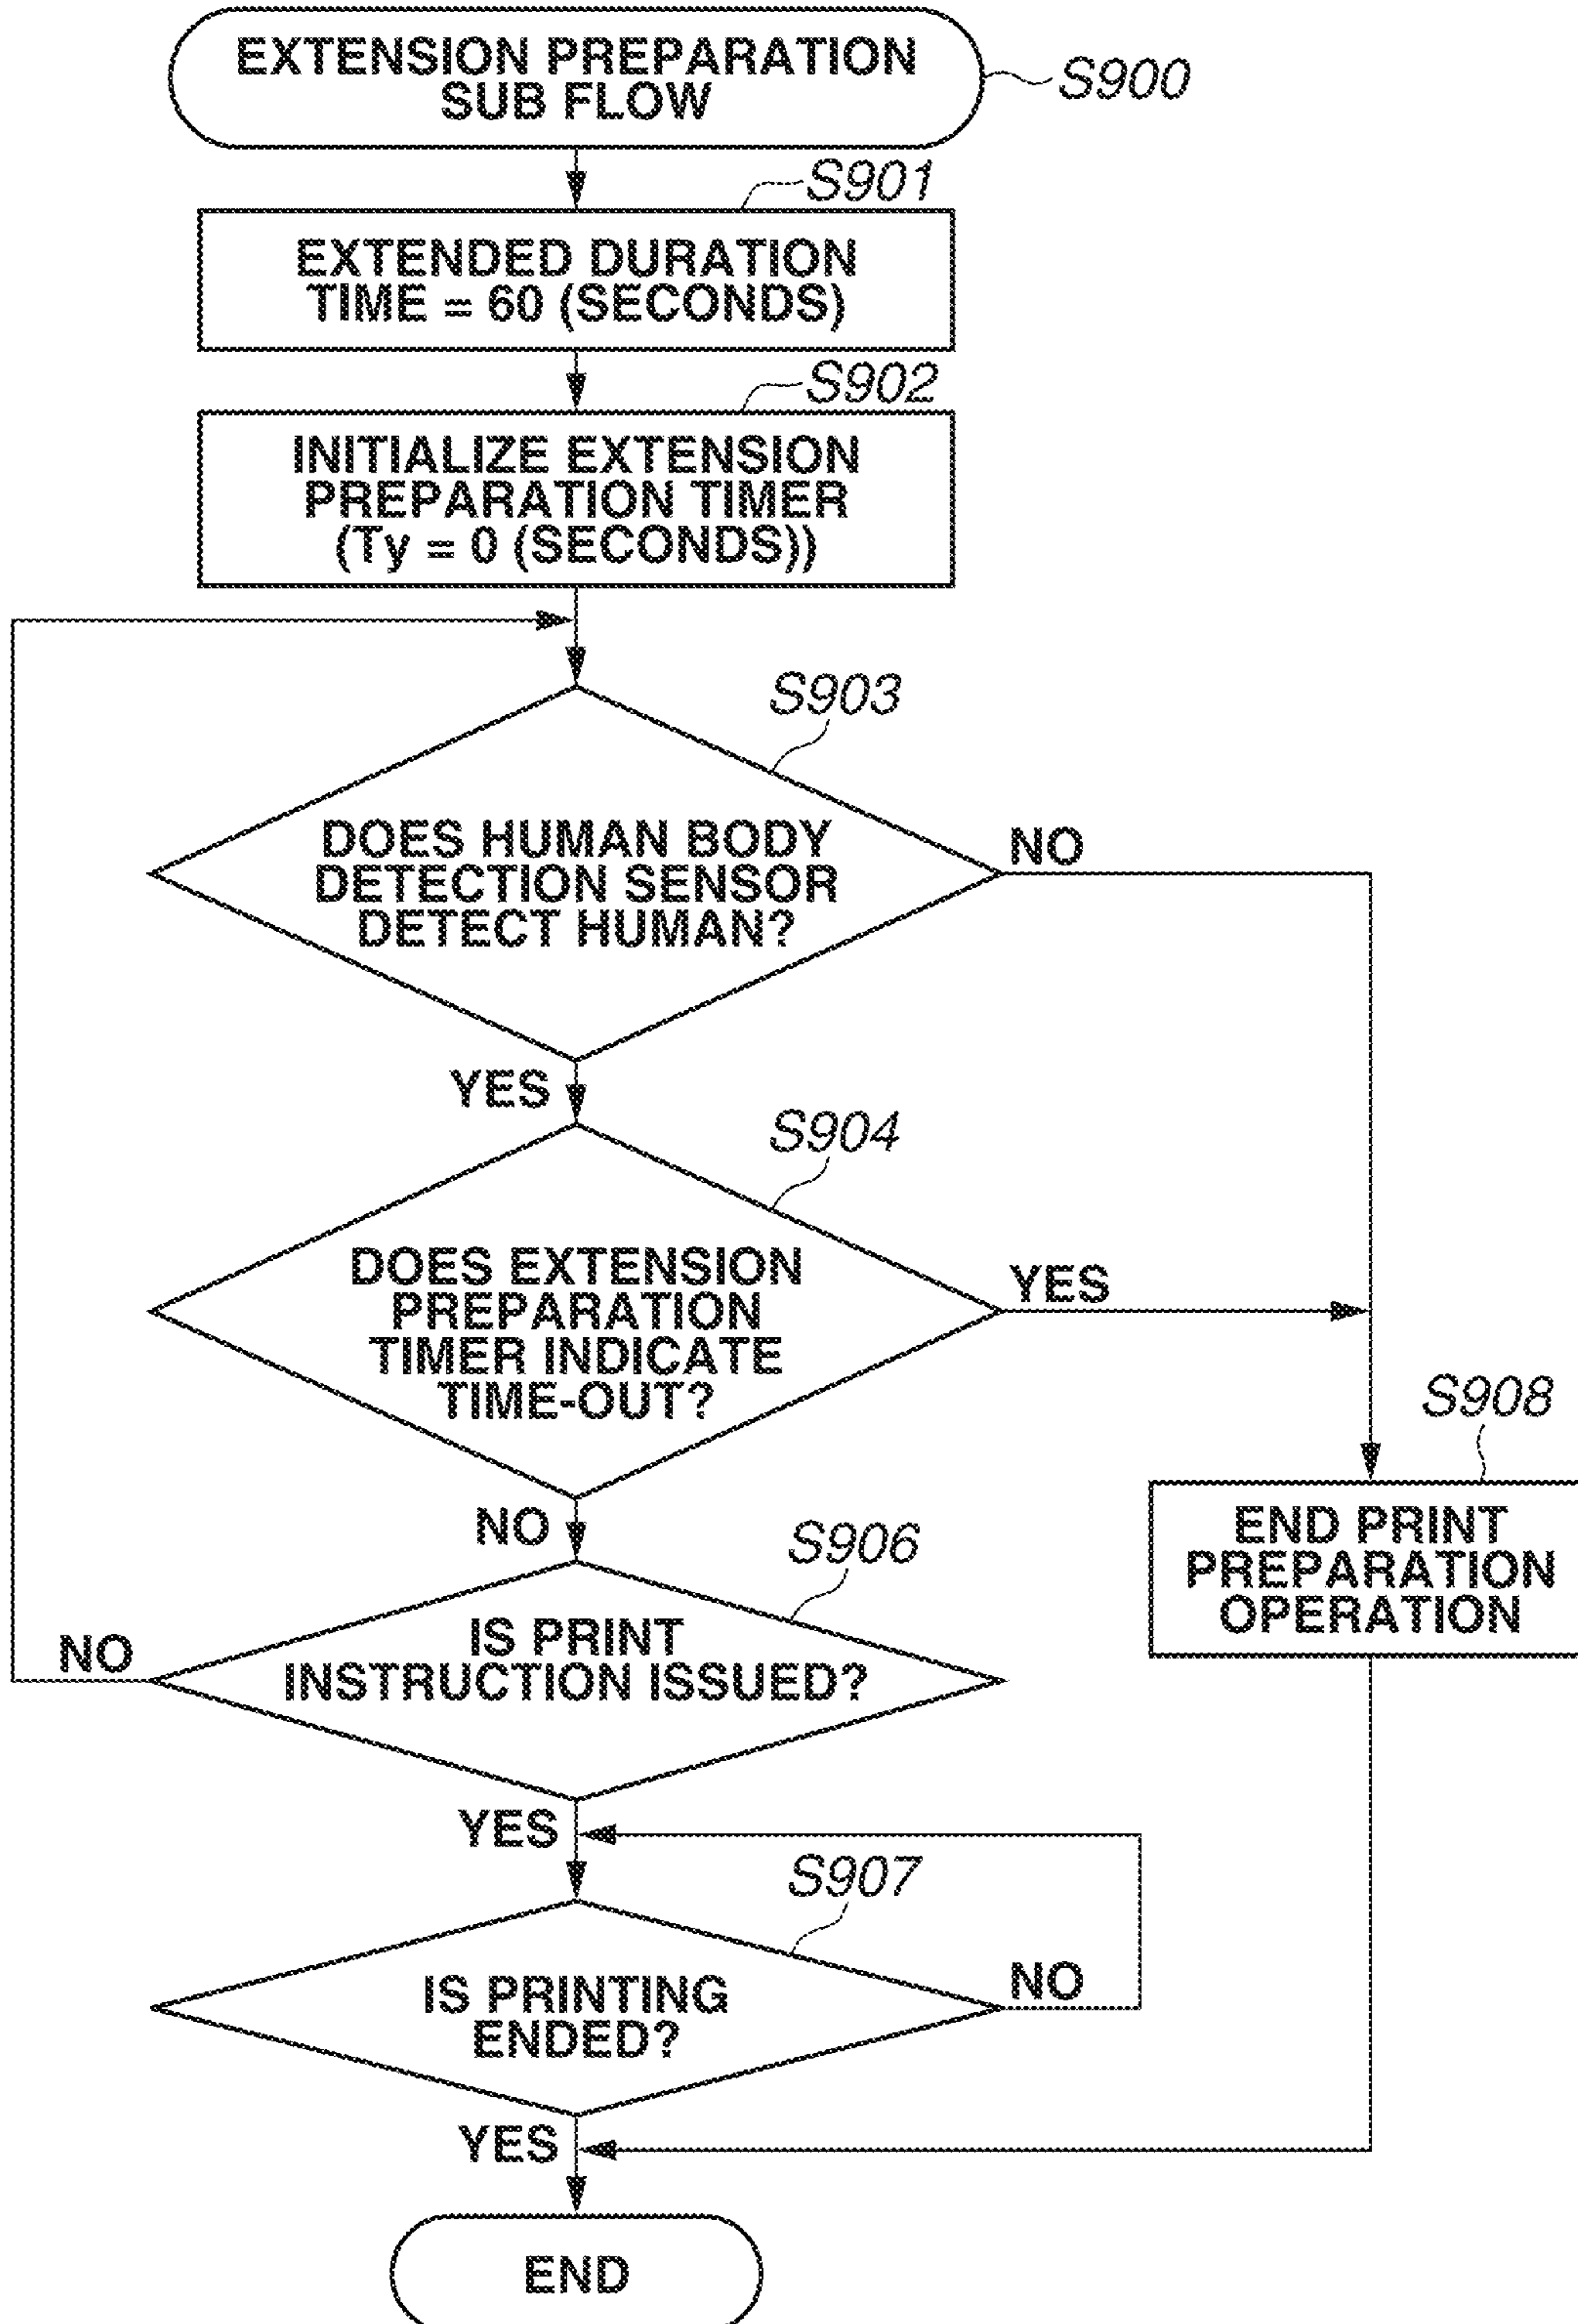 EXTENSION PREPARATION
SUB FLOW
S900
S901
EXTENDED DURATION
TIME = 60 (SECONDS)
S902
INITIALIZE EXTENSION
PREPARATION TIMER
(Ty = 0 (SECONDS))
S903
DOES HUMAN BODY
DETECTION SENSOR
DETECT HUMAN?
NO
YES
S904
DOES EXTENSION
PREPARATION
TIMER INDICATE
TIME-OUT?
YES
NO
S908
END PRINT
PREPARATION
OPERATION
S906
IS PRINT
INSTRUCTION ISSUED?
NO
YES
S907
IS PRINTING
ENDED?
NO
YES
END